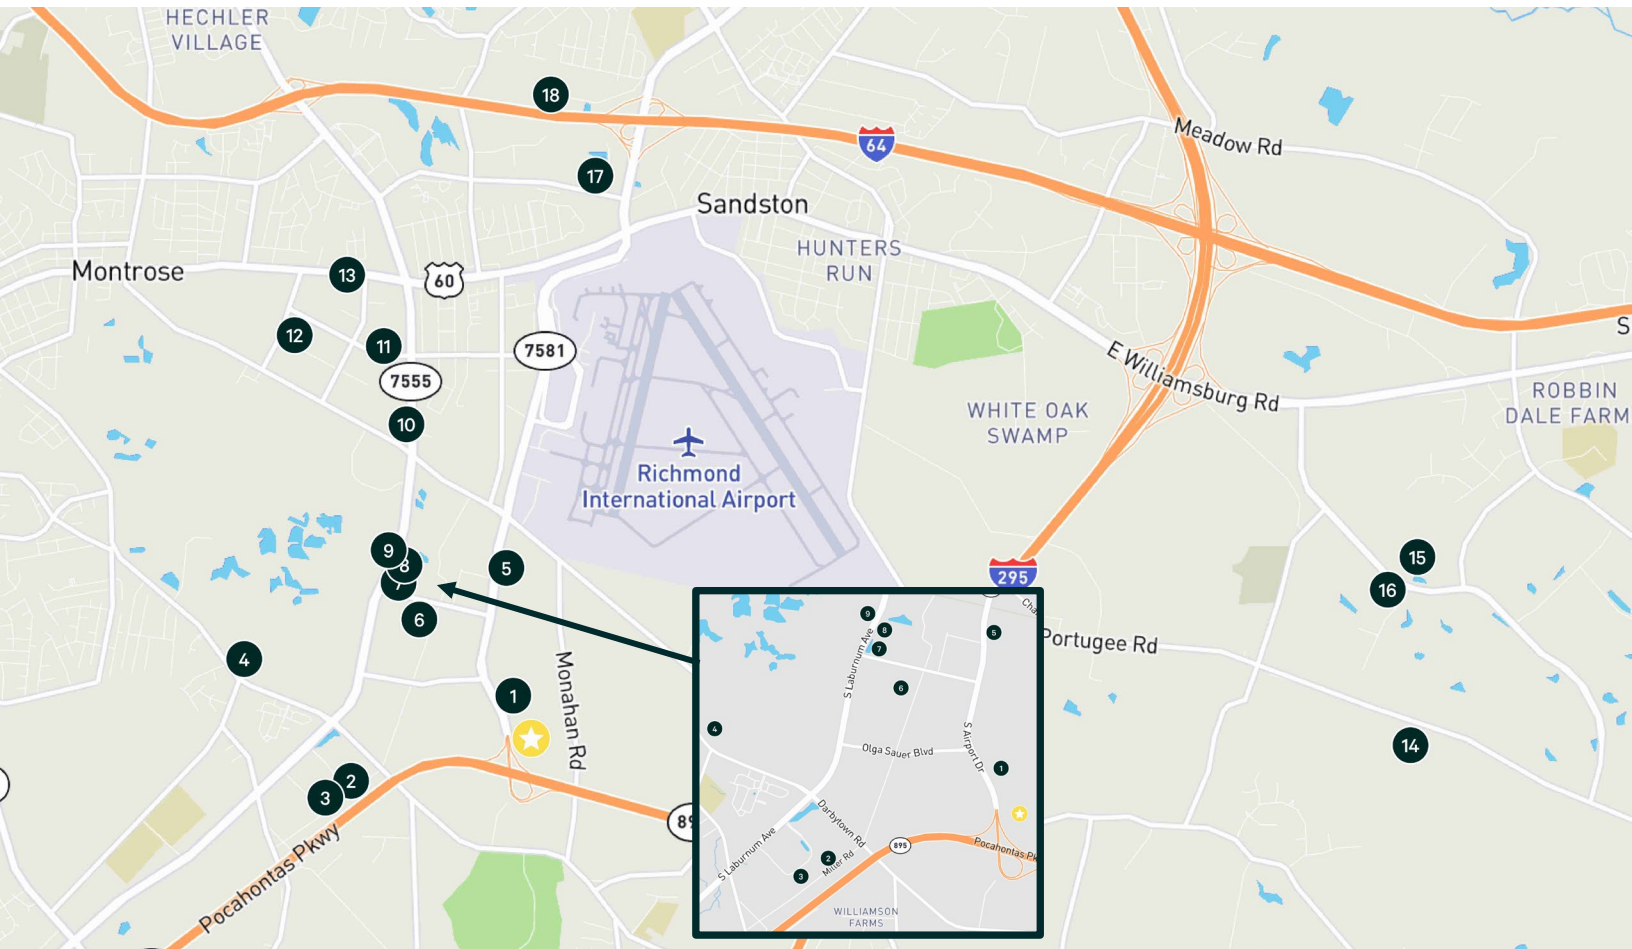 HECHLER
VILLAGE
18
64
Meadow Rd
17
Sandston
HUNTERS
RUN
Montrose
13
60
12
11
7581
7555
E Williamsburg Rd
S
ROBBIN
DALE FARM
WHITE OAK
SWAMP
10
Richmond
International Airport
9
8
7
5
6
295
15
16
4
1
Monahan Rd
Portugee Rd
14
2
3
Pocahontas Pkwy
89
Cha
9
8
7
5
S Laburnum Ave
6
4
Olga Sauer Blvd
S Airport Dr
1
Darbytown Rd
S Laburnum Ave
895
Pocahontas Pk
2
Miller Rd
3
WILLIAMSON
FARMS